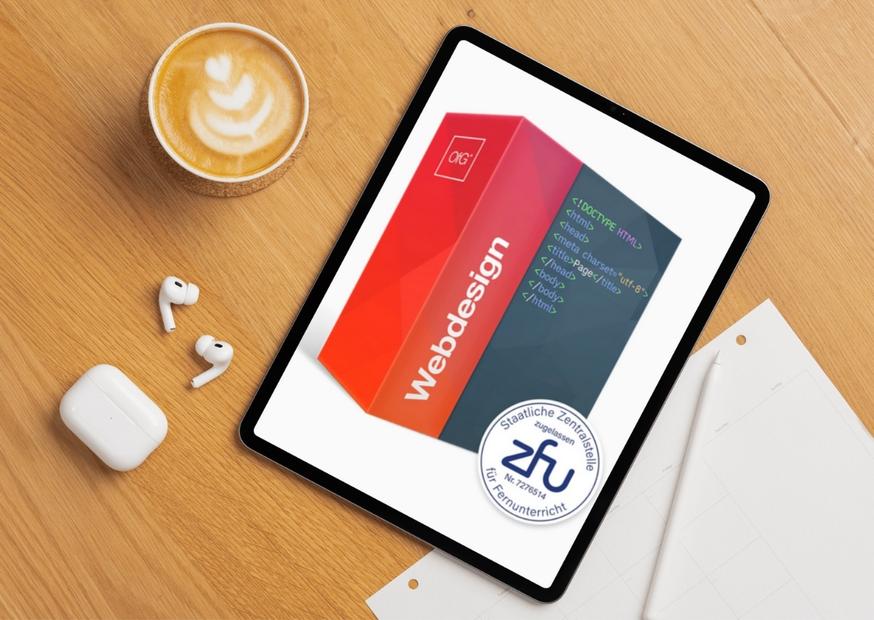 OfG
Webdesign
<!DOCTYPE HTML>
<html>
<head>
<meta charset="utf-8">
<title>Page</title>
</head>
<body>
</body>
</html>
Staatliche Zentralstelle
zugelassen
zfu
Nr. 7276514
für Fernunterricht